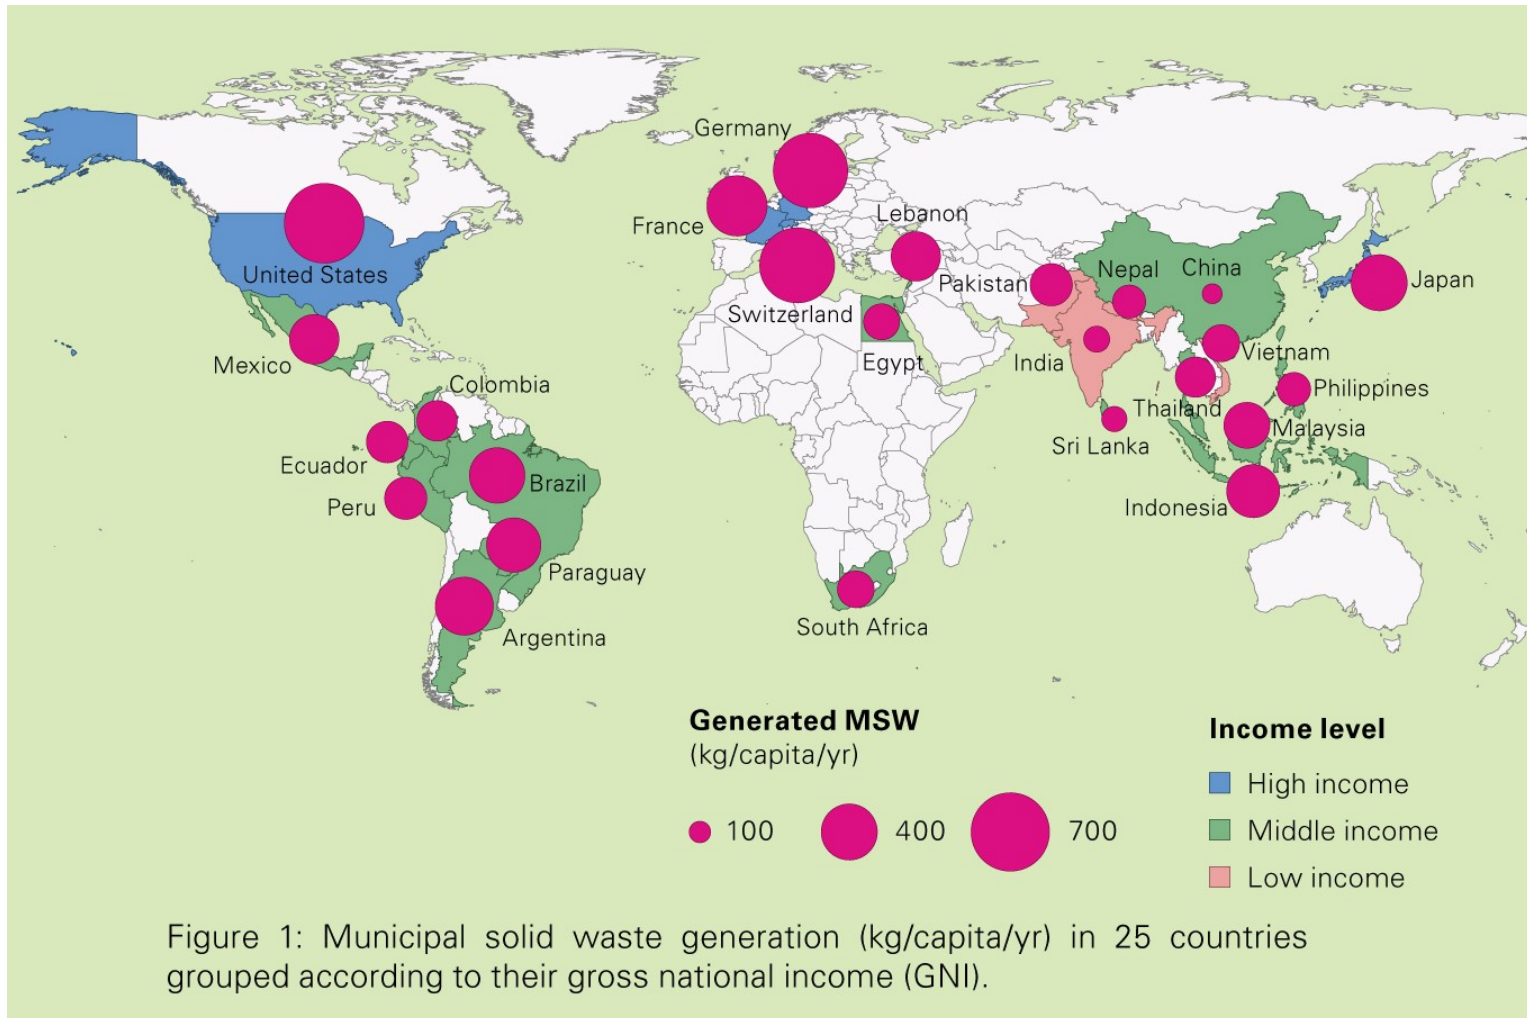 Germany
France
Lebanon
United States
Switzerland
Pakistan
Nepal
China
Japan
Mexico
Egypt
India
Vietnam
Colombia
Thailand
Philippines
Ecuador
Sri Lanka
Malaysia
Peru
Brazil
Indonesia
Paraguay
South Africa
Argentina
Generated MSW
(kg/capita/yr)
100
400
700
Income level
High income
Middle income
Low income
Figure 1: Municipal solid waste generation (kg/capita/yr) in 25 countries
grouped according to their gross national income (GNI).